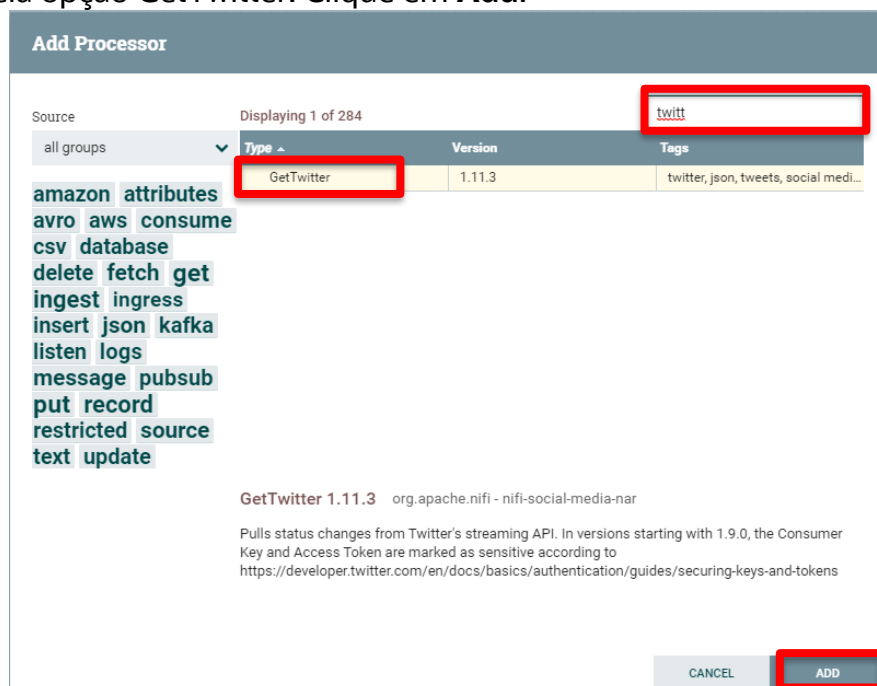 opção GetTwitter. Clique em Add.
Add Processor
Source
Displaying 1 of 284
twitt
all groups
Type
Version
Tags
GetTwitter
1.11.3
twitter, json, tweets, social medi...
amazon attributes
avro aws consume
csv database
delete fetch get
ingest ingress
insert json kafka
listen logs
message pubsub
put record
restricted source
text update
GetTwitter 1.11.3 org.apache.nifi - nifi-social-media-nar
Pulls status changes from Twitter's streaming API. In versions starting with 1.9.0, the Consumer
Key and Access Token are marked as sensitive according to
https://developer.twitter.com/en/docs/basics/authentication/guides/securing-keys-and-tokens
CANCEL
ADD